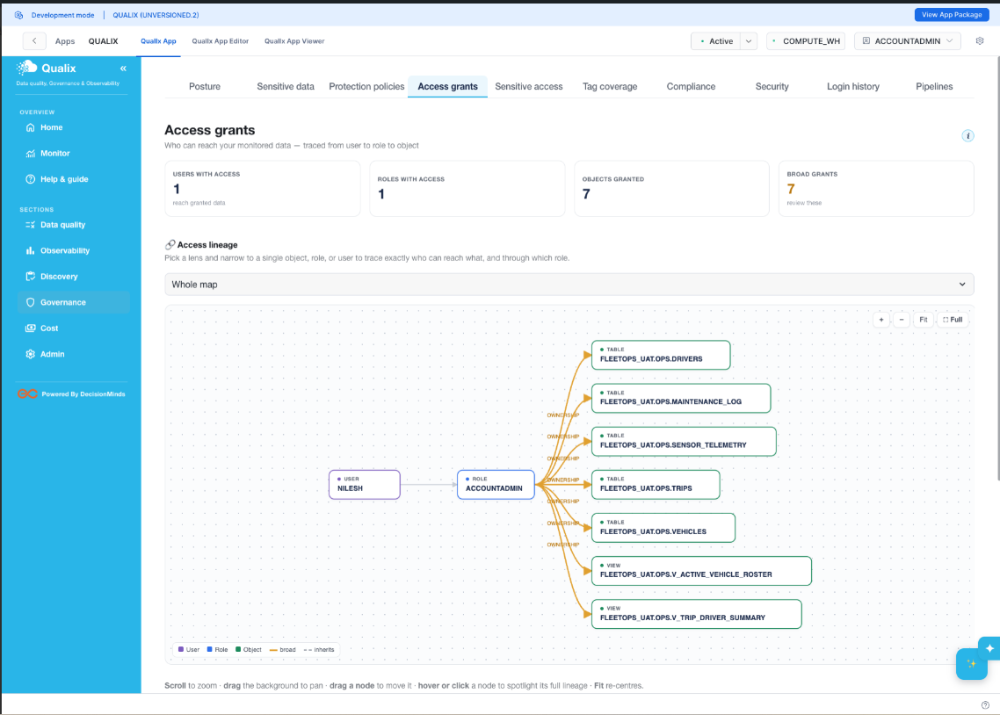 Development mode
QUALIX (UNVERSIONED.2)
View App Package
Apps
QUALIX
Qualix App
Qualix App Editor
Qualix App Viewer
Active
COMPUTE_WH
ACCOUNTADMIN
Qualix
«
Data quality, Governance & Observability
OVERVIEW
Home
Monitor
Help & guide
SECTIONS
Data quality
Observability
Discovery
Governance
Cost
Admin
Powered By DecisionMinds
Posture
Sensitive data
Protection policies
Access grants
Sensitive access
Tag coverage
Compliance
Security
Login history
Pipelines
Access grants
Who can reach your monitored data — traced from user to role to object
i
USERS WITH ACCESS
1
reach granted data
ROLES WITH ACCESS
1
OBJECTS GRANTED
7
BROAD GRANTS
7
review these
Access lineage
Pick a lens and narrow to a single object, role, or user to trace exactly who can reach what, and through which role.
Whole map
+
−
Fit
Full
USER
NILESH
ROLE
ACCOUNTADMIN
OWNERSHIP
OWNERSHIP
OWNERSHIP
OWNERSHIP
OWNERSHIP
OWNERSHIP
OWNERSHIP
TABLE
FLEETOPS_UAT.OPS.DRIVERS
TABLE
FLEETOPS_UAT.OPS.MAINTENANCE_LOG
TABLE
FLEETOPS_UAT.OPS.SENSOR_TELEMETRY
TABLE
FLEETOPS_UAT.OPS.TRIPS
TABLE
FLEETOPS_UAT.OPS.VEHICLES
VIEW
FLEETOPS_UAT.OPS.V_ACTIVE_VEHICLE_ROSTER
VIEW
FLEETOPS_UAT.OPS.V_TRIP_DRIVER_SUMMARY
User
Role
Object
broad
inherits
Scroll to zoom · drag the background to pan · drag a node to move it · hover or click a node to spotlight its full lineage · Fit re-centres.